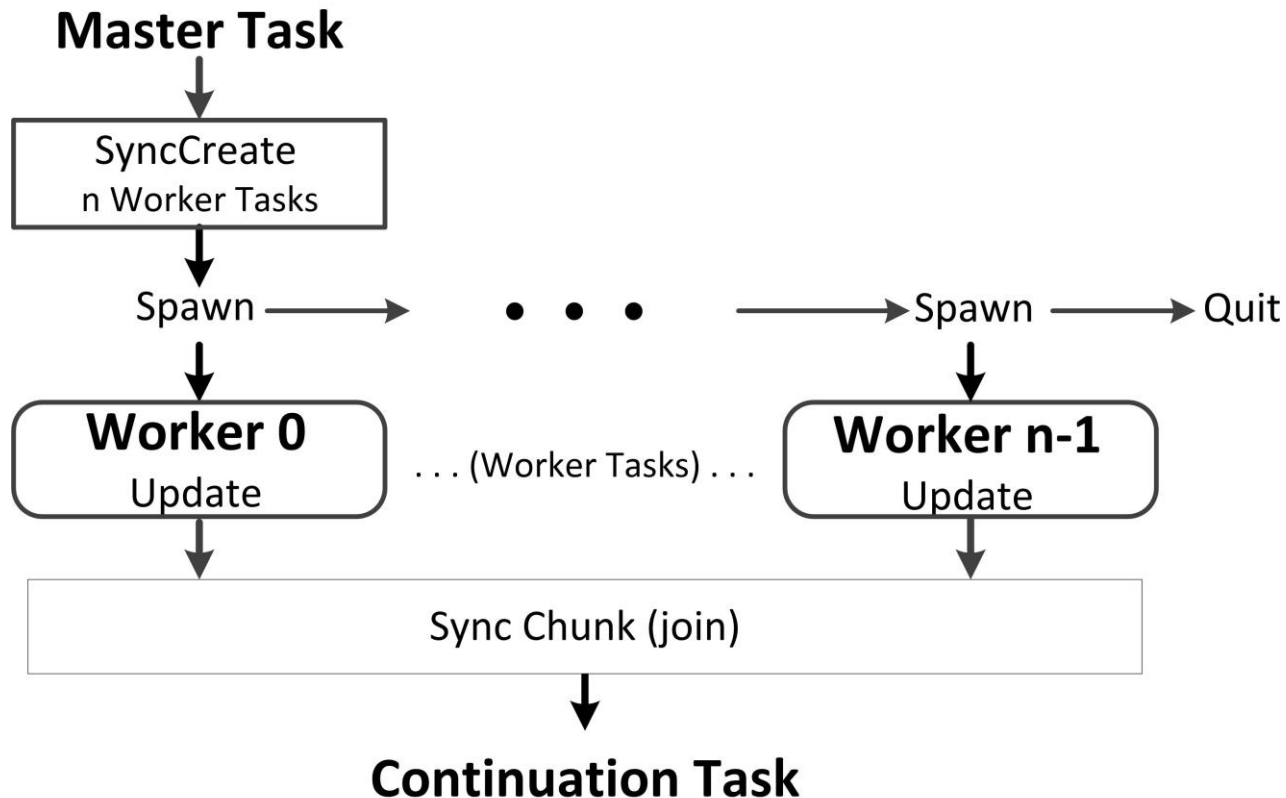 Master Task
SyncCreate
n Worker Tasks
Spawn
Spawn
Quit
Worker 0
Update
. . . (Worker Tasks) . . .
Worker n-1
Update
Sync Chunk (join)
Continuation Task